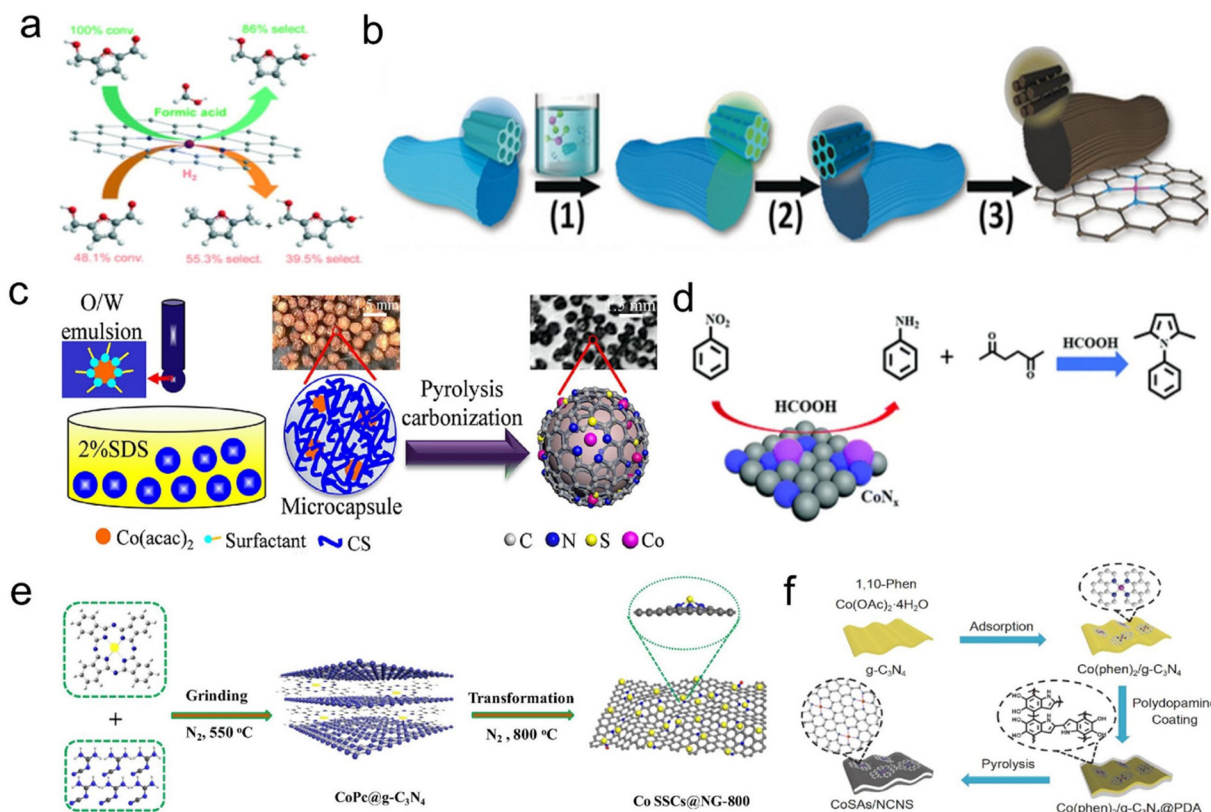 a
100% conv.
86% select.
Formic acid
H₂
48.1% conv.
55.3% select.
+
39.5% select.
b
(1)
(2)
(3)
c
O/W
emulsion
2%SDS
5 mm
Microcapsule
Pyrolysis
carbonization
Co(acac)₂
Surfactant
CS
C
N
S
Co
d
NO₂
HCOOH
NH₂
+
O
O
HCOOH
N
CoNₓ
e
+
Grinding
N₂, 550 °C
CoPc@g-C₃N₄
Transformation
N₂ , 800 °C
Co SSCs@NG-800
f
1,10-Phen
Co(OAc)₂·4H₂O
g-C₃N₄
Adsorption
Co(phen)₂/g-C₃N₄
Polydopamine
Coating
Co(phen)₂/g-C₃N₄@PDA
Pyrolysis
CoSAs/NCNS